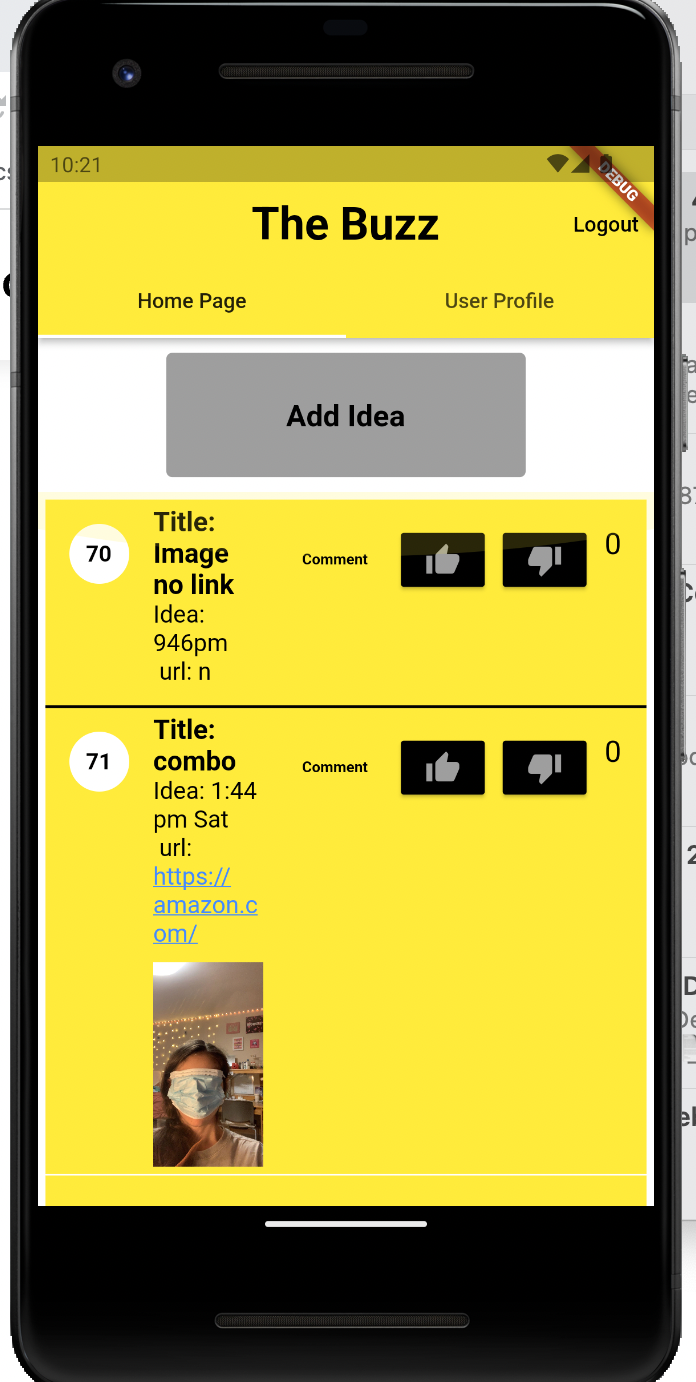 10:21
DEBUG
The Buzz
Logout
Home Page
User Profile
Add Idea
70
Title:
Image
no link
Idea:
946pm
url: n
Comment
0
71
Title:
combo
Idea: 1:44
pm Sat
url:
https://
amazon.c
om/
Comment
0